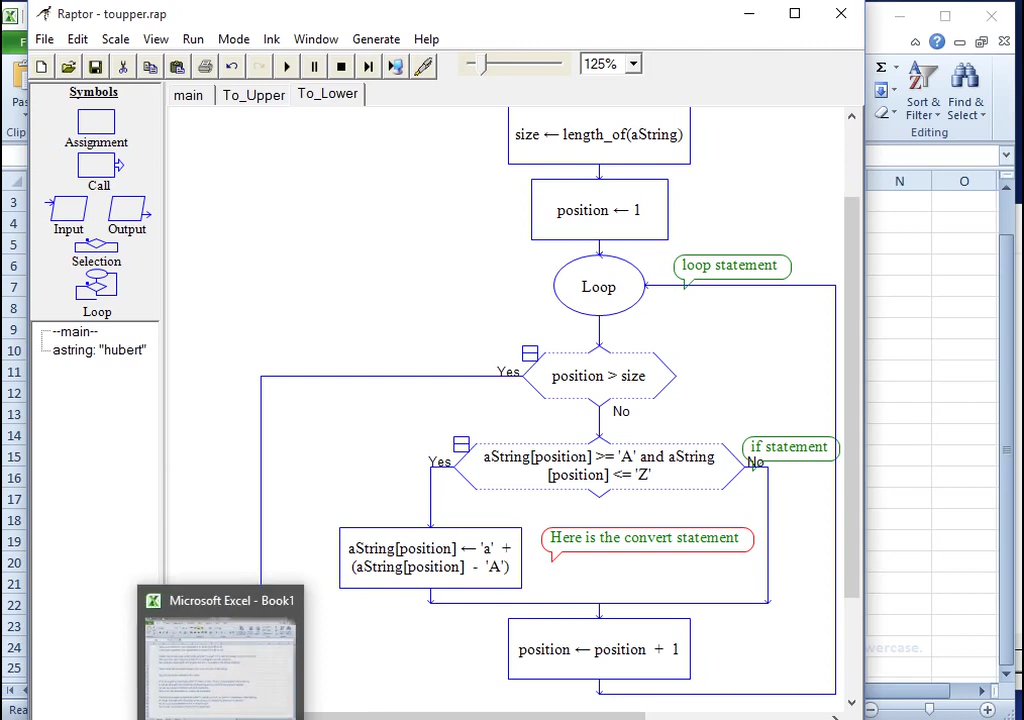 Raptor - toupper.rap
File Edit Scale View Run Mode Ink Window Generate Help
125%
Symbols
Assignment
Call
Input Output
Selection
Loop
--main--
astring: "hubert"
main To_Upper To_Lower
size ← length_of(aString)
position ← 1
loop statement
Loop
position > size
Yes
No
if statement
aString[position] >= 'A' and aString
[position] <= 'Z'
Yes
No
aString[position] ← 'a' +
(aString[position] - 'A')
Here is the convert statement
position ← position + 1
Microsoft Excel - Book1
Σ
Sort & Find &
Filter Select
Editing
Pas
Clip
N O
3
4
5
6
7
8
9
10
11
12
13
14
15
16
17
18
19
20
21
22
23
24
25
Rea
wercase.